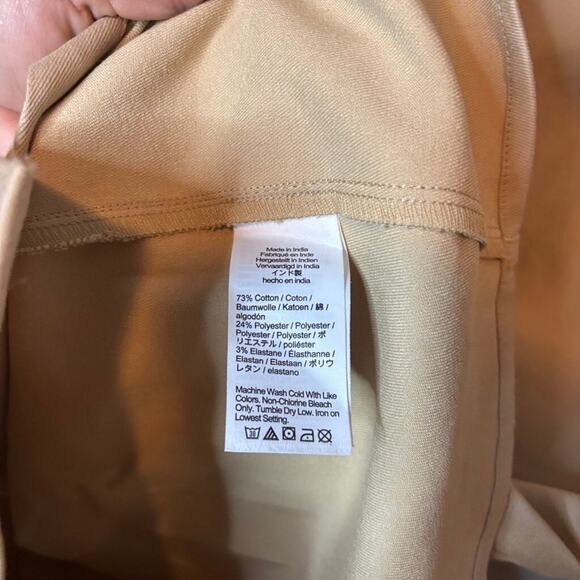 Made in India
Fabriqué en Inde
Hergestellt in Indien
Vervaardigd in India
インド製
hecho en india
73% Cotton / Coton /
Baumwolle / Katoen / 綿 /
algodón
24% Polyester / Polyester /
Polyester / Polyester / ポ
リエステル / poliéster
3% Elastane / Élasthanne /
Elastan / Elastaan / ポリウ
レタン / elastano
Machine Wash Cold With Like
Colors. Non-Chlorine Bleach
Only. Tumble Dry Low. Iron on
Lowest Setting.
30